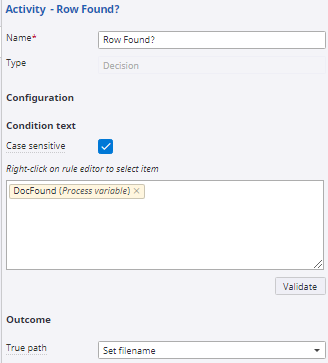 Activity - Row Found?
Name* Row Found?
Type Decision
Configuration
Condition text
Case sensitive
Right-click on rule editor to select item
DocFound (Process variable) ×
Validate
Outcome
True path Set filename